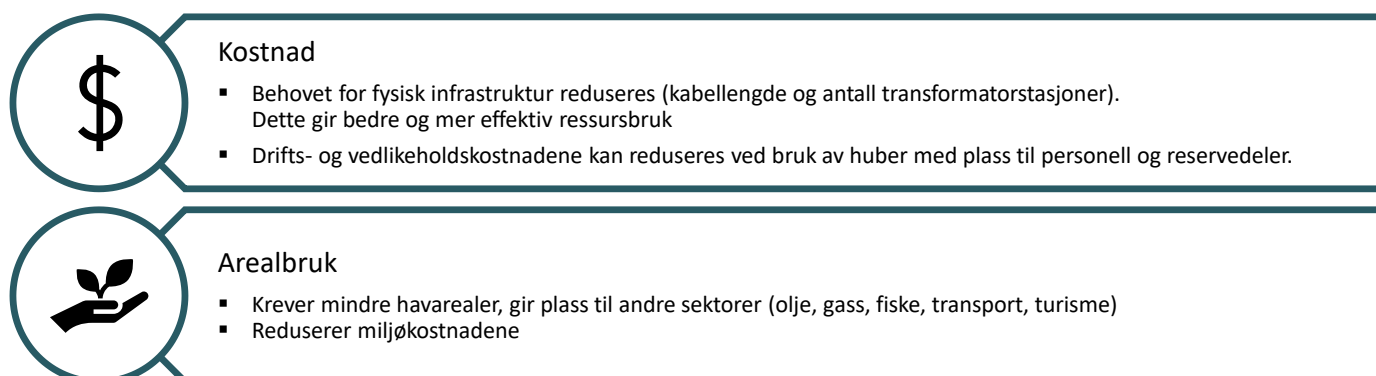 Kostnad
▪ Behovet for fysisk infrastruktur reduseres (kabellengde og antall transformatorstasjoner).
Dette gir bedre og mer effektiv ressursbruk
▪ Drifts- og vedlikeholdskostnadene kan reduseres ved bruk av huber med plass til personell og reservedeler.
Arealbruk
▪ Krever mindre havarealer, gir plass til andre sektorer (olje, gass, fiske, transport, turisme)
▪ Reduserer miljøkostnadene